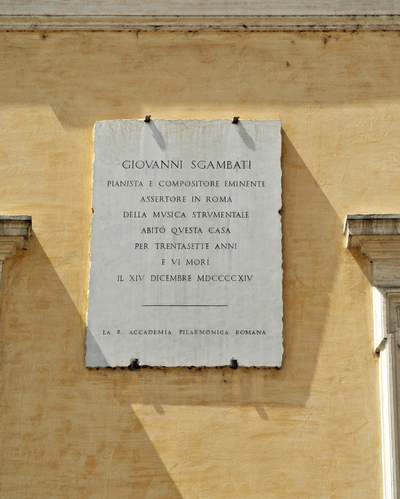 GIOVANNI SGAMBATI
PIANISTA E COMPOSITORE EMINENTE
ASSERTORE IN ROMA
DELLA MVSICA STRVMENTALE
ABITÒ QVESTA CASA
PER TRENTASETTE ANNI
E VI MORÌ
IL XIV DICEMBRE MDCCCCXIV
LA R. ACCADEMIA FILARMONICA ROMANA